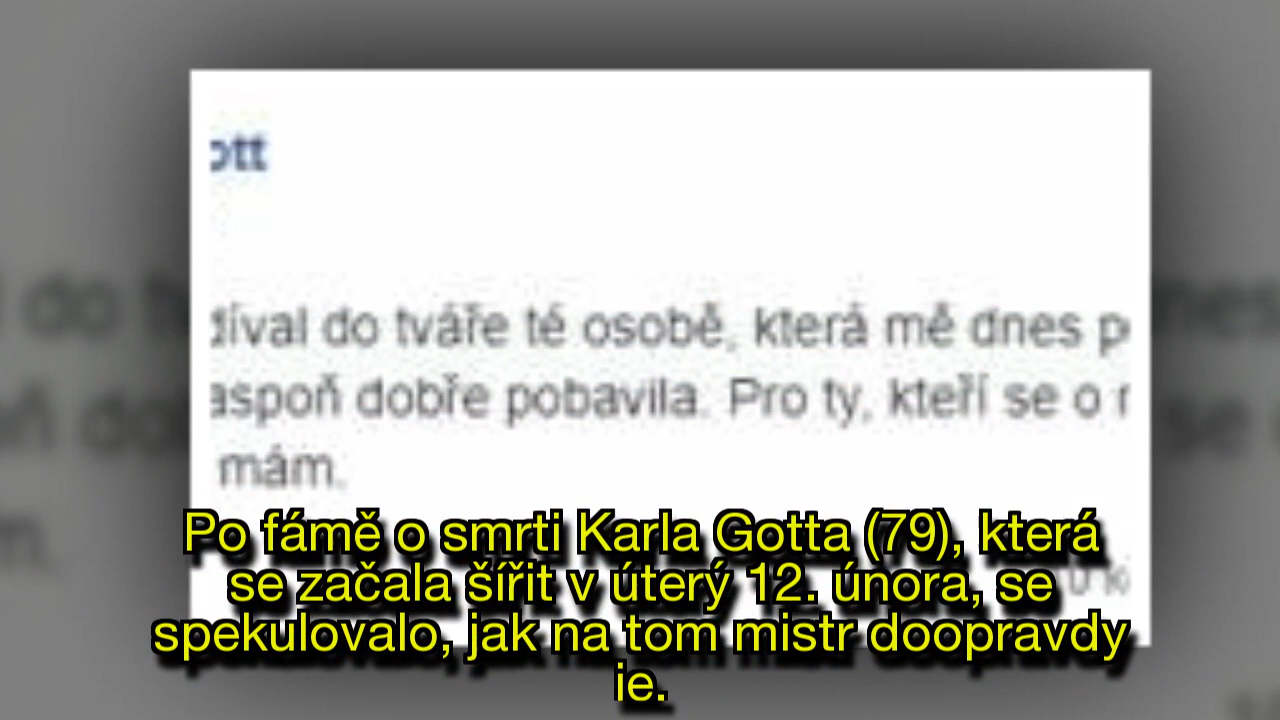 ott
díval do tváře té osobě, která mě dnes p
aspoň dobře pobavila. Pro ty, kteří se o
mám.
Po fámě o smrti Karla Gotta (79), která
se začala šířit v úterý 12. února, se
spekulovalo, jak na tom mistr doopravdy
je.